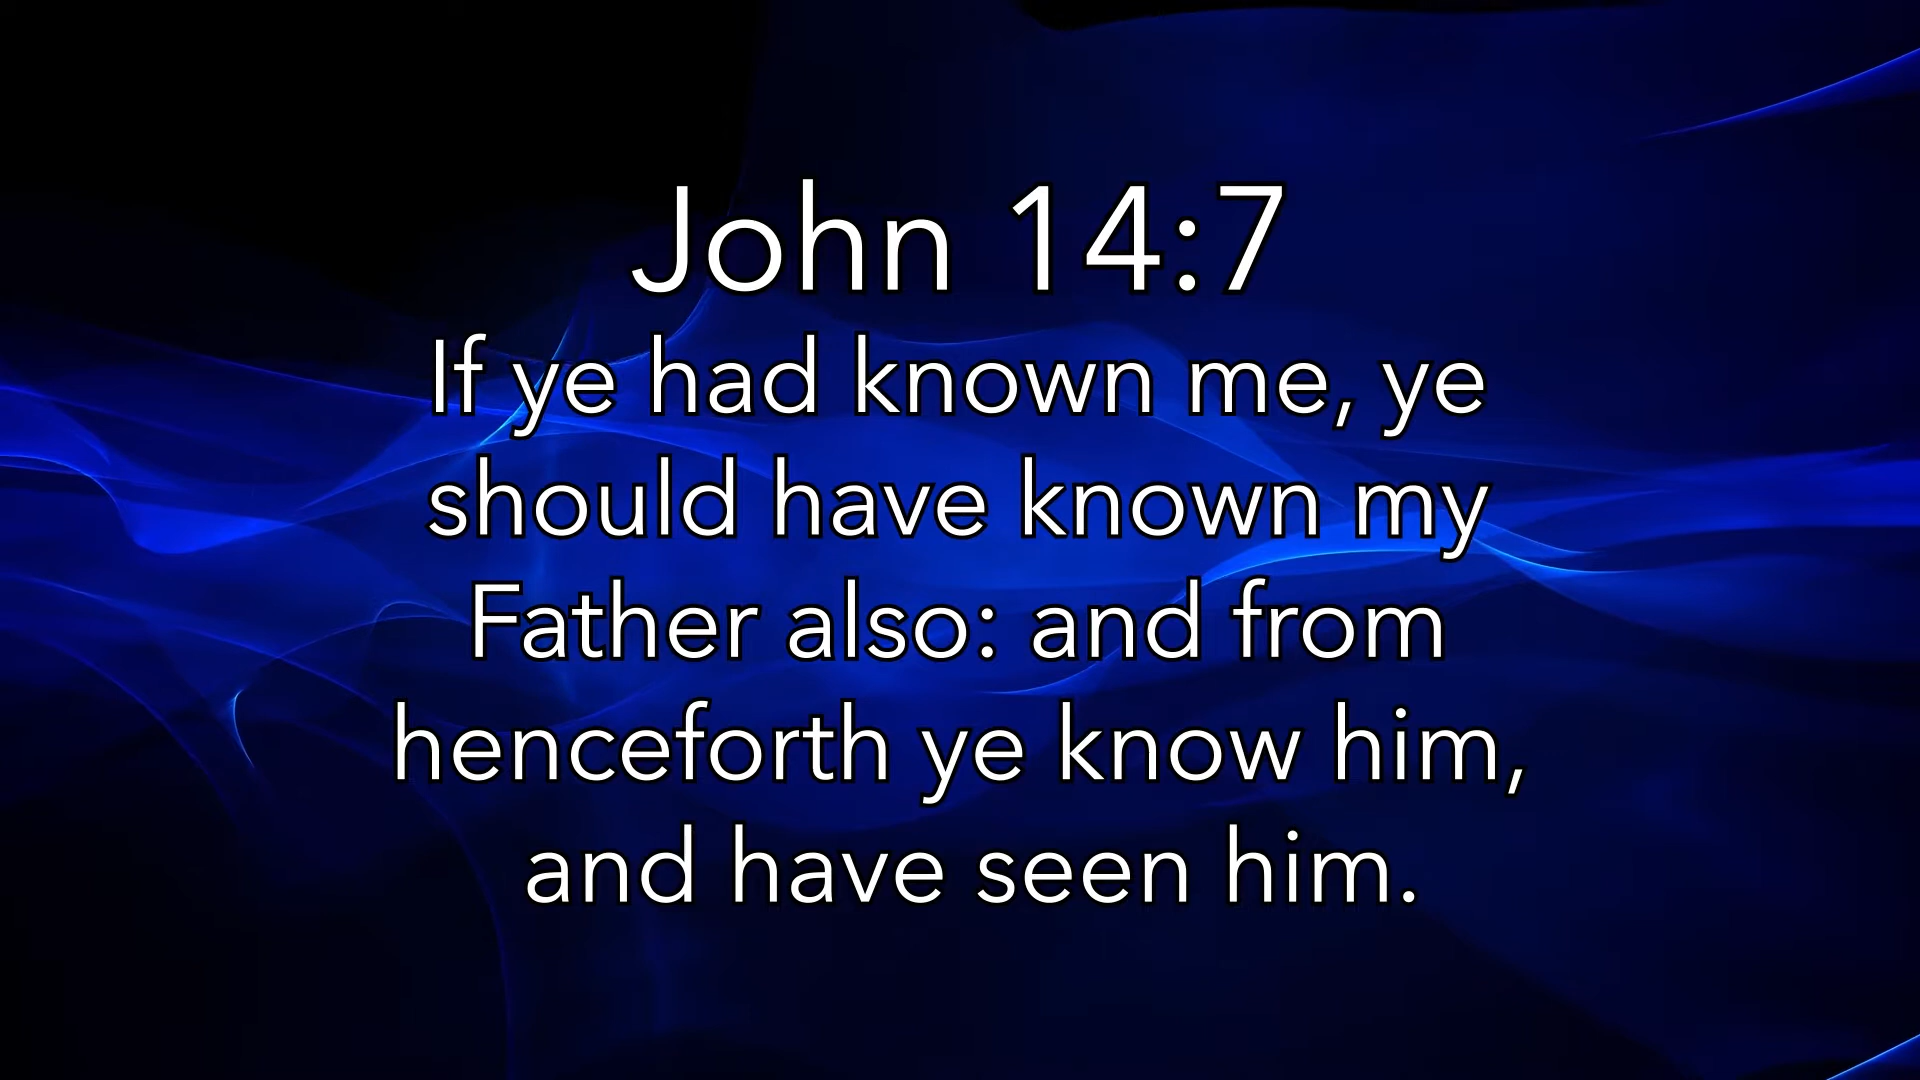 John 14:7
If ye had known me, ye
should have known my
Father also: and from
henceforth ye know him,
and have seen him.